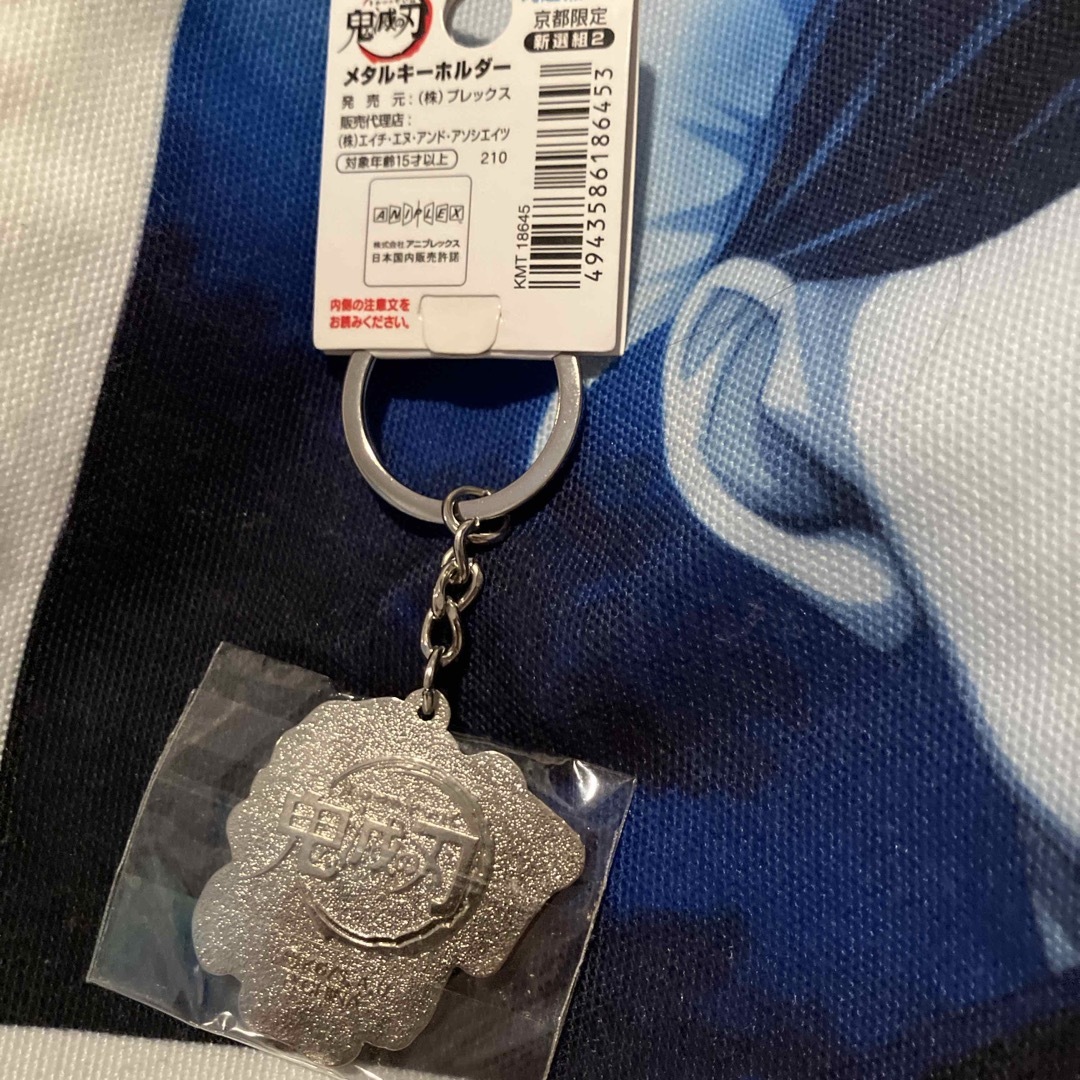 鬼滅の刃
京都限定
新選組2
メタルキーホルダー
発売元:(株)プレックス
販売代理店:
(株)エイチ・エヌ・アンド・アソシエイツ
対象年齢15才以上 210
ANIPLEX
株式会社アニプレックス
日本国内販売許諾
内側の注意文を
お読みください。
KMT 18645
4943586186453
鬼滅の刃